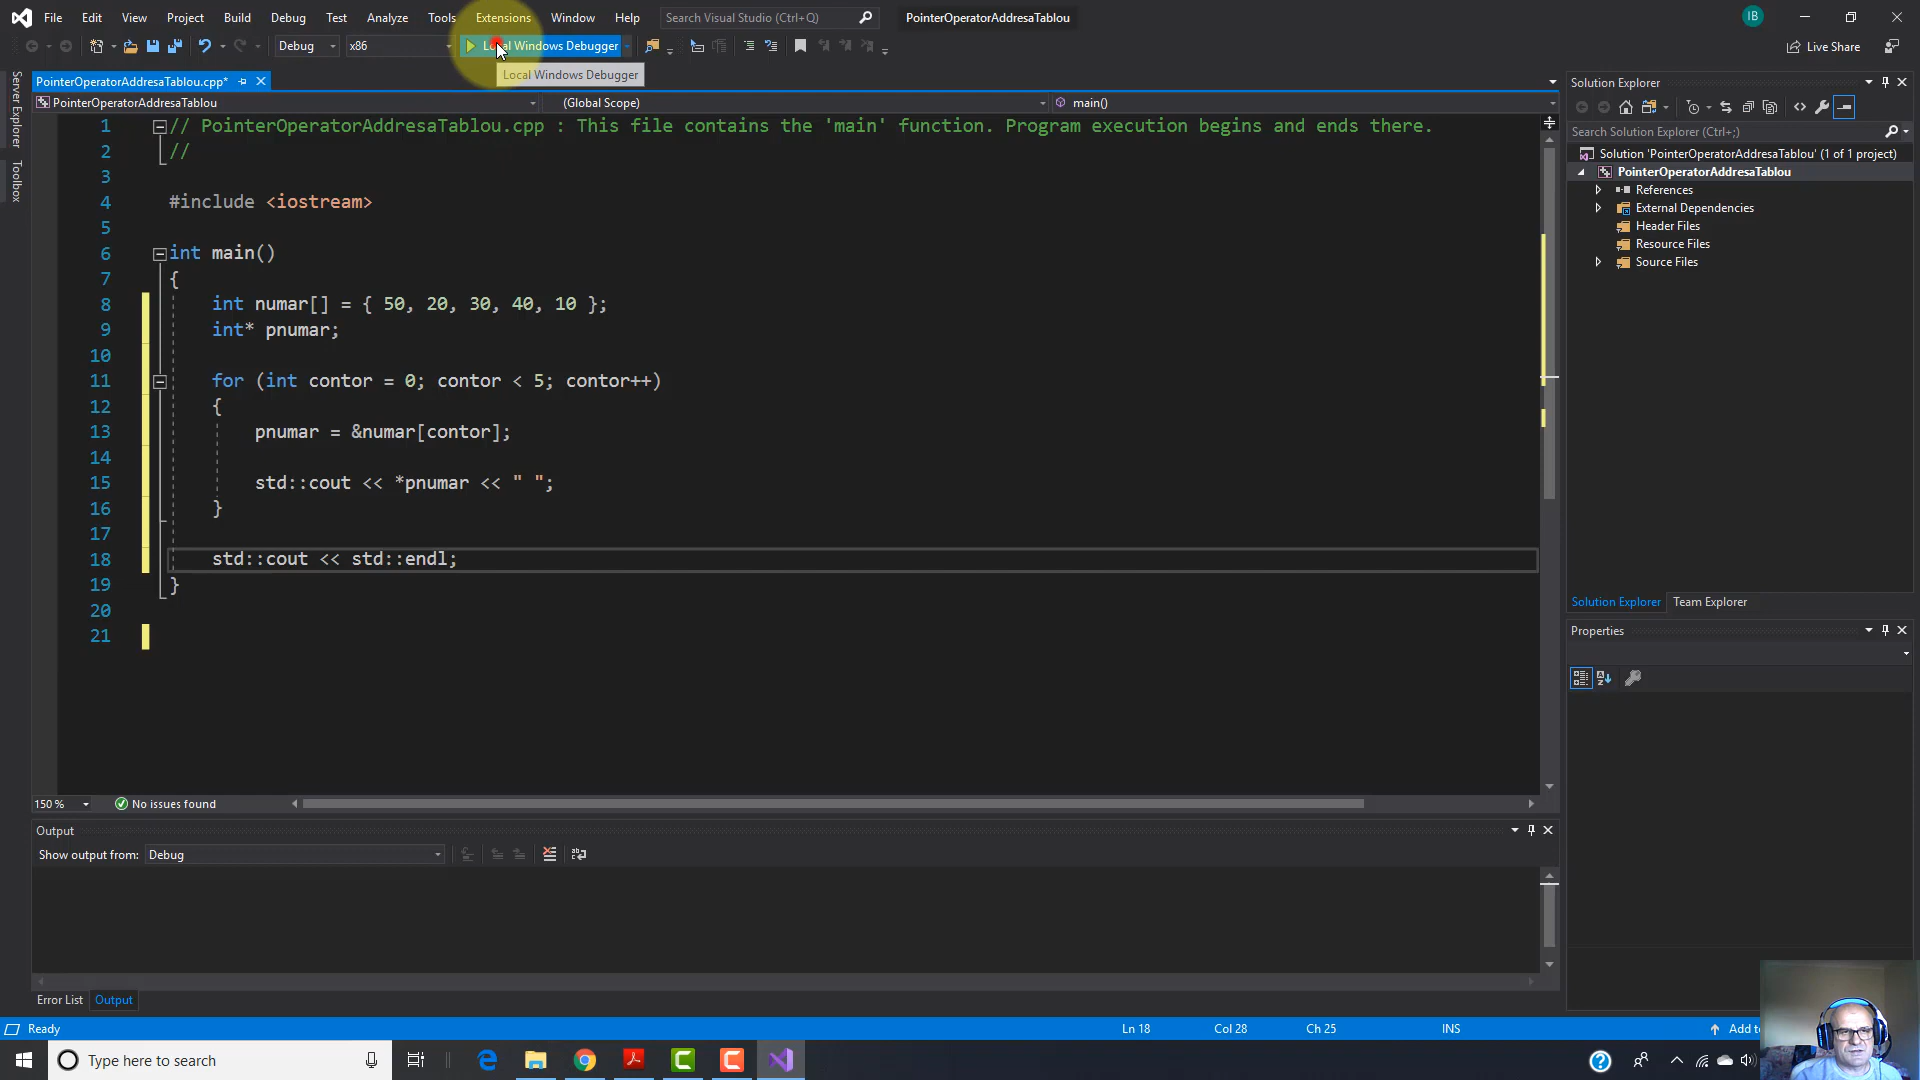 File Edit View Project Build Debug Test Analyze Tools Extensions Window Help Search Visual Studio (Ctrl+Q) PointerOperatorAddresaTablou IB
Debug x86 Local Windows Debugger Live Share
Local Windows Debugger
PointerOperatorAddresaTablou.cpp*
PointerOperatorAddresaTablou (Global Scope) main()
1 // PointerOperatorAddresaTablou.cpp : This file contains the 'main' function. Program execution begins and ends there.
2 //
3
4 #include <iostream>
5
6 int main()
7 {
8 int numar[] = { 50, 20, 30, 40, 10 };
9 int* pnumar;
10
11 for (int contor = 0; contor < 5; contor++)
12 {
13 pnumar = &numar[contor];
14
15 std::cout << *pnumar << " ";
16 }
17
18 std::cout << std::endl;
19 }
20
21
150 % No issues found
Output
Show output from: Debug
Error List Output
Server Explorer
Toolbox
Solution Explorer
Search Solution Explorer (Ctrl+;)
Solution 'PointerOperatorAddresaTablou' (1 of 1 project)
PointerOperatorAddresaTablou
References
External Dependencies
Header Files
Resource Files
Source Files
Solution Explorer Team Explorer
Properties
Ready Ln 18 Col 28 Ch 25 INS Add to
Type here to search